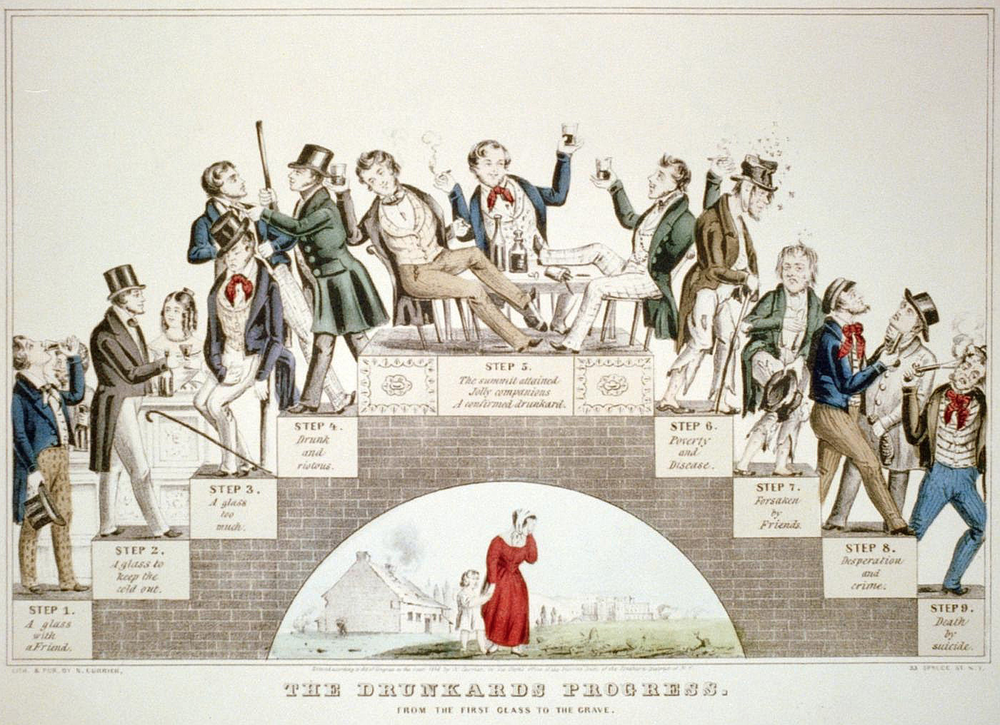 STEP 1.
A glass
with
a Friend.
STEP 2.
A glass to
keep the
cold out.
STEP 3.
A glass
too
much.
STEP 4.
Drunk
and
riotous.
STEP 5.
The summit attained
Jolly companions
A confirmed drunkard.
STEP 6.
Poverty
and
Disease.
STEP 7.
Forsaken
by
Friends.
STEP 8.
Desperation
and
crime.
STEP 9.
Death
by
suicide.
LITH. & PUB. BY N. CURRIER,
33 SPRUCE ST. N.Y.
THE DRUNKARDS PROGRESS.
FROM THE FIRST GLASS TO THE GRAVE.